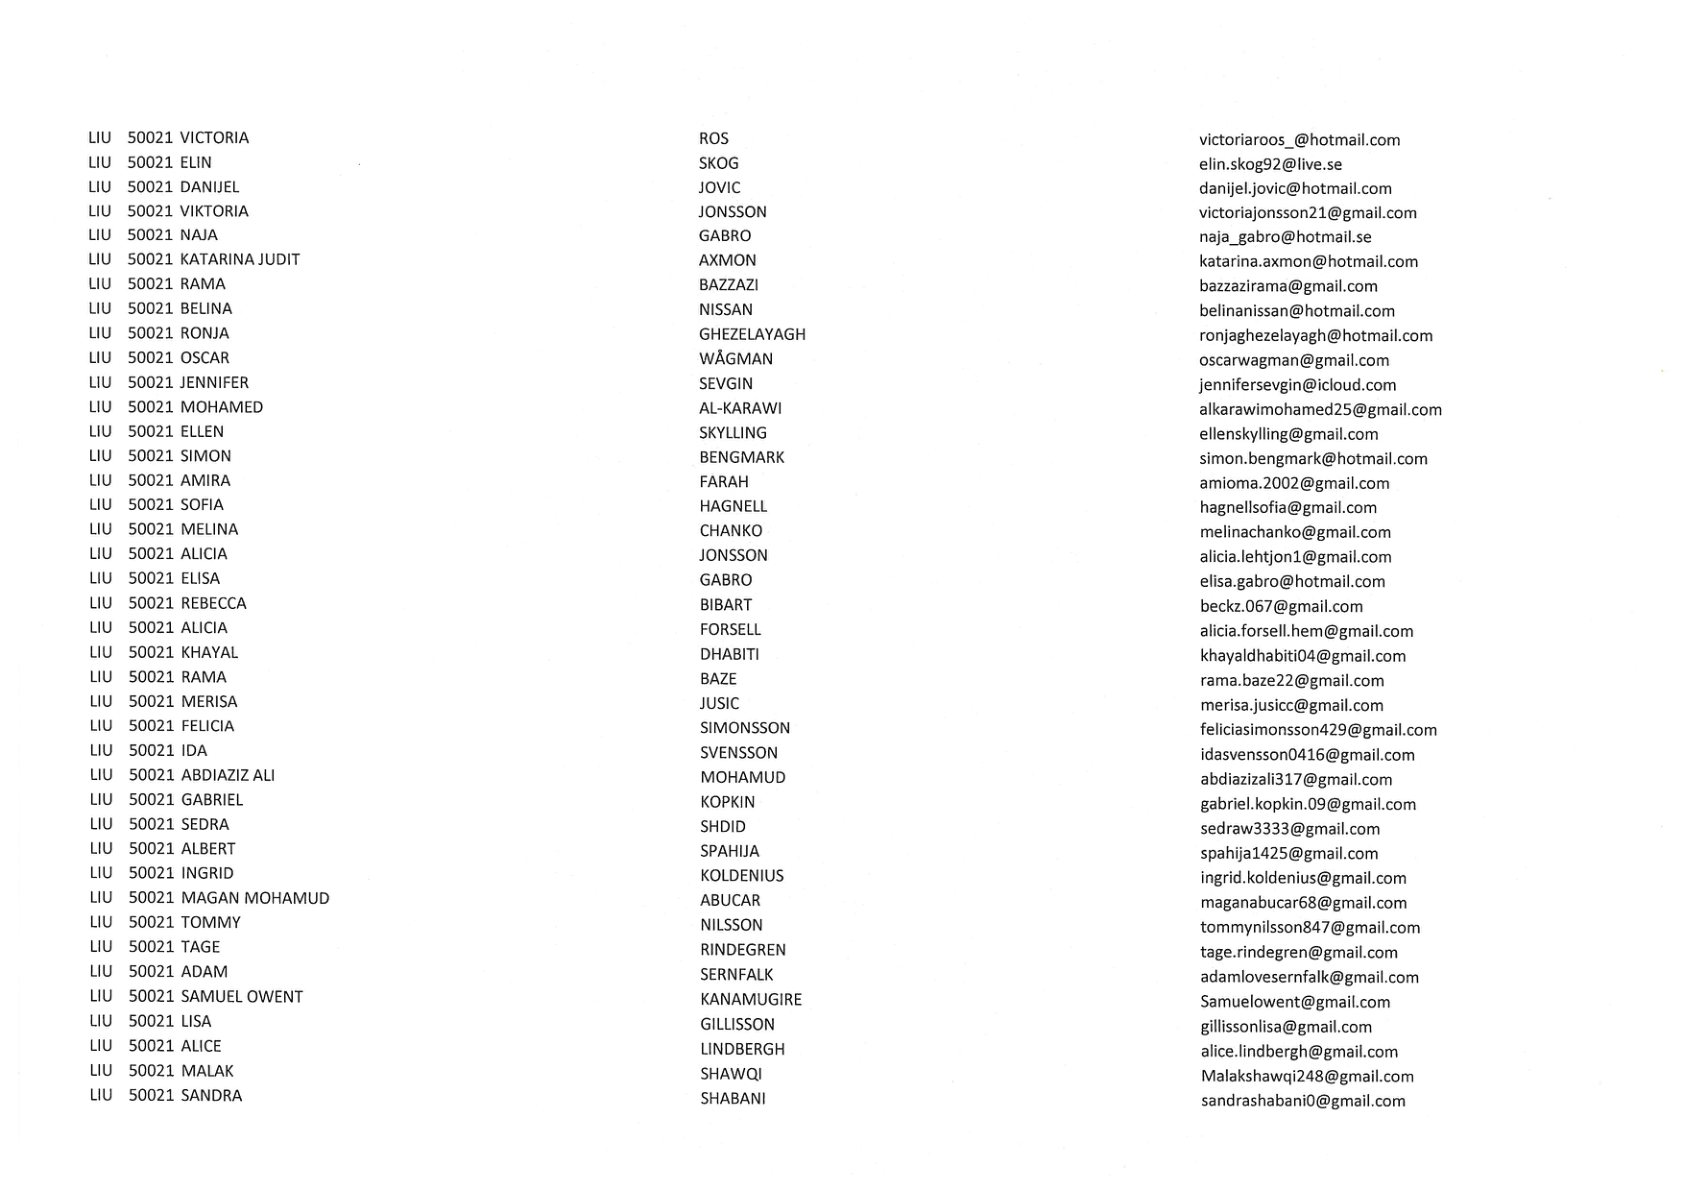 LIU 50021 VICTORIA ROS victoriaroos_@hotmail.com
LIU 50021 ELIN SKOG elin.skog92@live.se
LIU 50021 DANIJEL JOVIC danijel.jovic@hotmail.com
LIU 50021 VIKTORIA JONSSON victoriajonsson21@gmail.com
LIU 50021 NAJA GABRO naja_gabro@hotmail.se
LIU 50021 KATARINA JUDIT AXMON katarina.axmon@hotmail.com
LIU 50021 RAMA BAZZAZI bazzazirama@gmail.com
LIU 50021 BELINA NISSAN belinanissan@hotmail.com
LIU 50021 RONJA GHEZELAYAGH ronjaghezelayagh@hotmail.com
LIU 50021 OSCAR WÅGMAN oscarwagman@gmail.com
LIU 50021 JENNIFER SEVGIN jennifersevgin@icloud.com
LIU 50021 MOHAMED AL-KARAWI alkarawimohamed25@gmail.com
LIU 50021 ELLEN SKYLLING ellenskylling@gmail.com
LIU 50021 SIMON BENGMARK simon.bengmark@hotmail.com
LIU 50021 AMIRA FARAH amioma.2002@gmail.com
LIU 50021 SOFIA HAGNELL hagnellsofia@gmail.com
LIU 50021 MELINA CHANKO melinachanko@gmail.com
LIU 50021 ALICIA JONSSON alicia.lehtjon1@gmail.com
LIU 50021 ELISA GABRO elisa.gabro@hotmail.com
LIU 50021 REBECCA BIBART beckz.067@gmail.com
LIU 50021 ALICIA FORSELL alicia.forsell.hem@gmail.com
LIU 50021 KHAYAL DHABITI khayaldhabiti04@gmail.com
LIU 50021 RAMA BAZE rama.baze22@gmail.com
LIU 50021 MERISA JUSIC merisa.jusicc@gmail.com
LIU 50021 FELICIA SIMONSSON feliciasimonsson429@gmail.com
LIU 50021 IDA SVENSSON idasvensson0416@gmail.com
LIU 50021 ABDIAZIZ ALI MOHAMUD abdiazizali317@gmail.com
LIU 50021 GABRIEL KOPKIN gabriel.kopkin.09@gmail.com
LIU 50021 SEDRA SHDID sedraw3333@gmail.com
LIU 50021 ALBERT SPAHIJA spahija1425@gmail.com
LIU 50021 INGRID KOLDENIUS ingrid.koldenius@gmail.com
LIU 50021 MAGAN MOHAMUD ABUCAR maganabucar68@gmail.com
LIU 50021 TOMMY NILSSON tommynilsson847@gmail.com
LIU 50021 TAGE RINDEGREN tage.rindegren@gmail.com
LIU 50021 ADAM SERNFALK adamlovesernfalk@gmail.com
LIU 50021 SAMUEL OWENT KANAMUGIRE Samuelowent@gmail.com
LIU 50021 LISA GILLISSON gillissonlisa@gmail.com
LIU 50021 ALICE LINDBERGH alice.lindbergh@gmail.com
LIU 50021 MALAK SHAWQI Malakshawqi248@gmail.com
LIU 50021 SANDRA SHABANI sandrashabani0@gmail.com